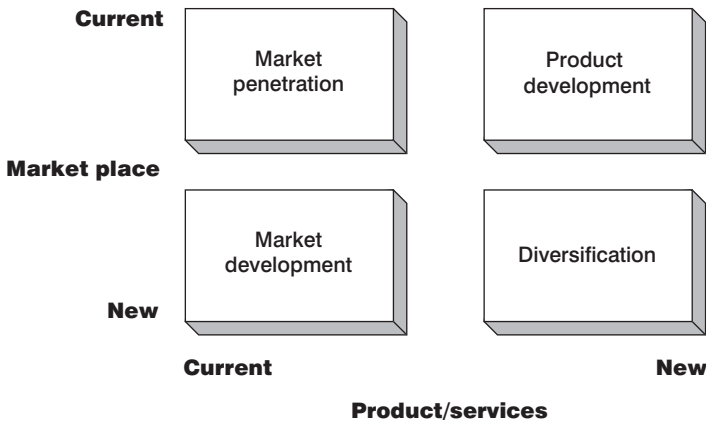 Current
Market
penetration
Product
development
Market place
Market
development
Diversification
New
Current
New
Product/services